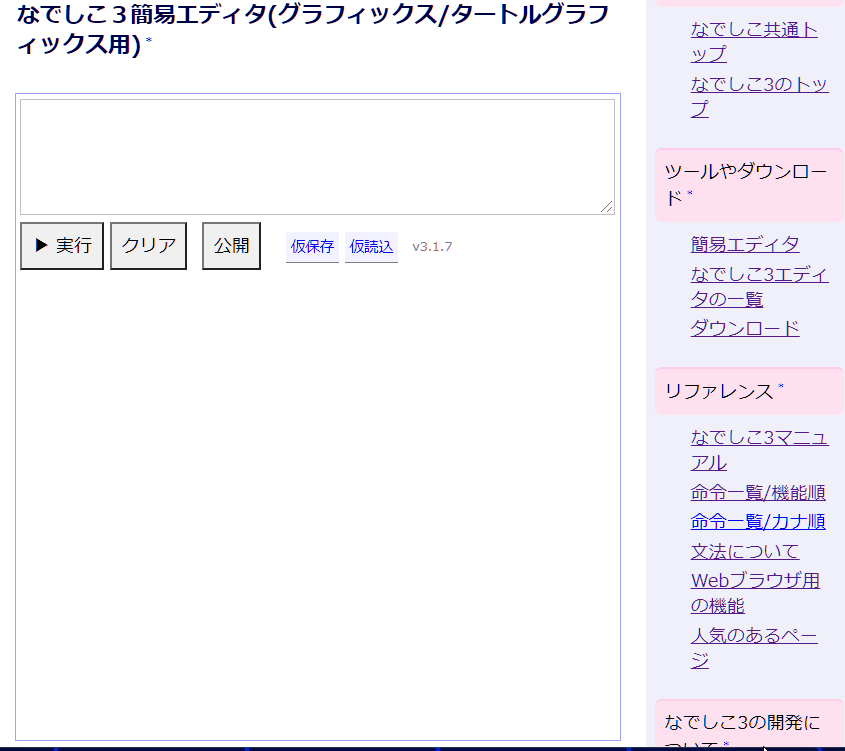 なでしこ３簡易エディタ(グラフィックス/タートルグラフ
ィックス用) *
▶ 実行 クリア 公開 仮保存 仮読込 v3.1.7
なでしこ共通ト
ップ
なでしこ3のトッ
プ
ツールやダウンロー
ド *
簡易エディタ
なでしこ3エディ
タの一覧
ダウンロード
リファレンス *
なでしこ3マニュ
アル
命令一覧/機能順
命令一覧/カナ順
文法について
Webブラウザ用
の機能
人気のあるペー
ジ
なでしこ3の開発に
ついて *